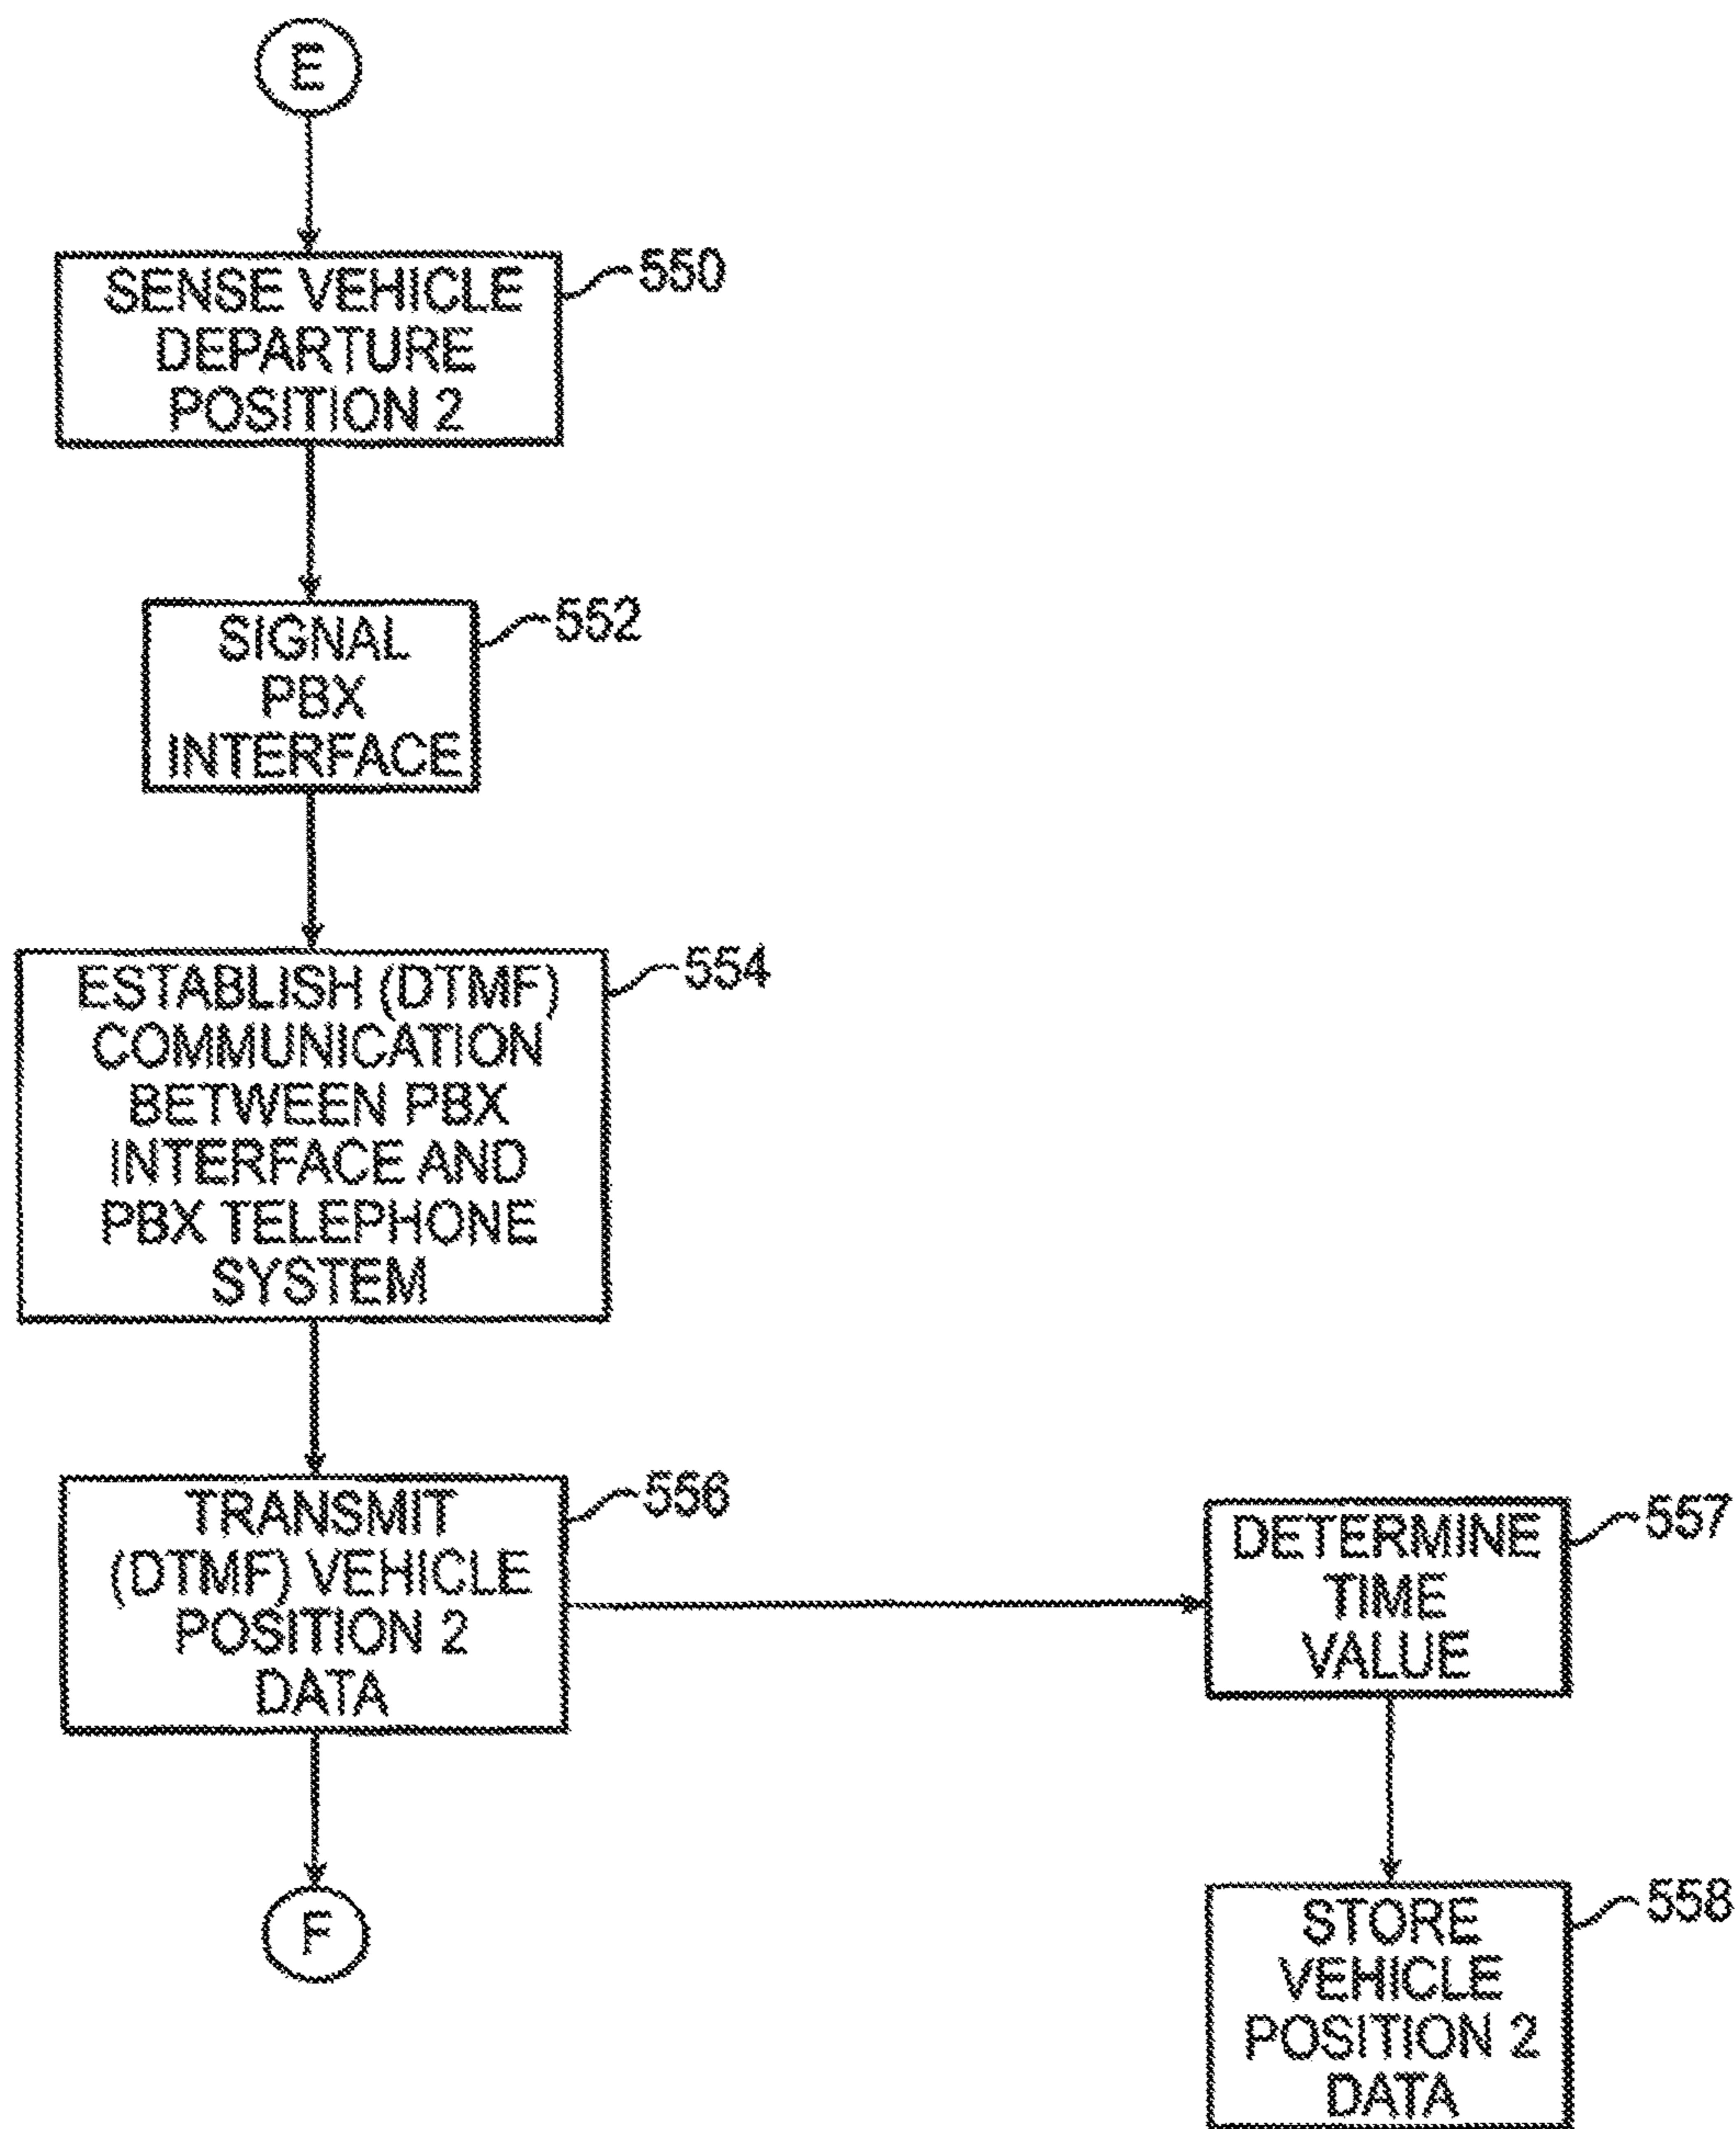 E
SENSE VEHICLE
DEPARTURE
POSITION 2
550
SIGNAL
PBX
INTERFACE
552
ESTABLISH (DTMF)
COMMUNICATION
BETWEEN PBX
INTERFACE AND
PBX TELEPHONE
SYSTEM
554
TRANSMIT
(DTMF) VEHICLE
POSITION 2
DATA
556
DETERMINE
TIME
VALUE
557
F
STORE
VEHICLE
POSITION 2
DATA
558